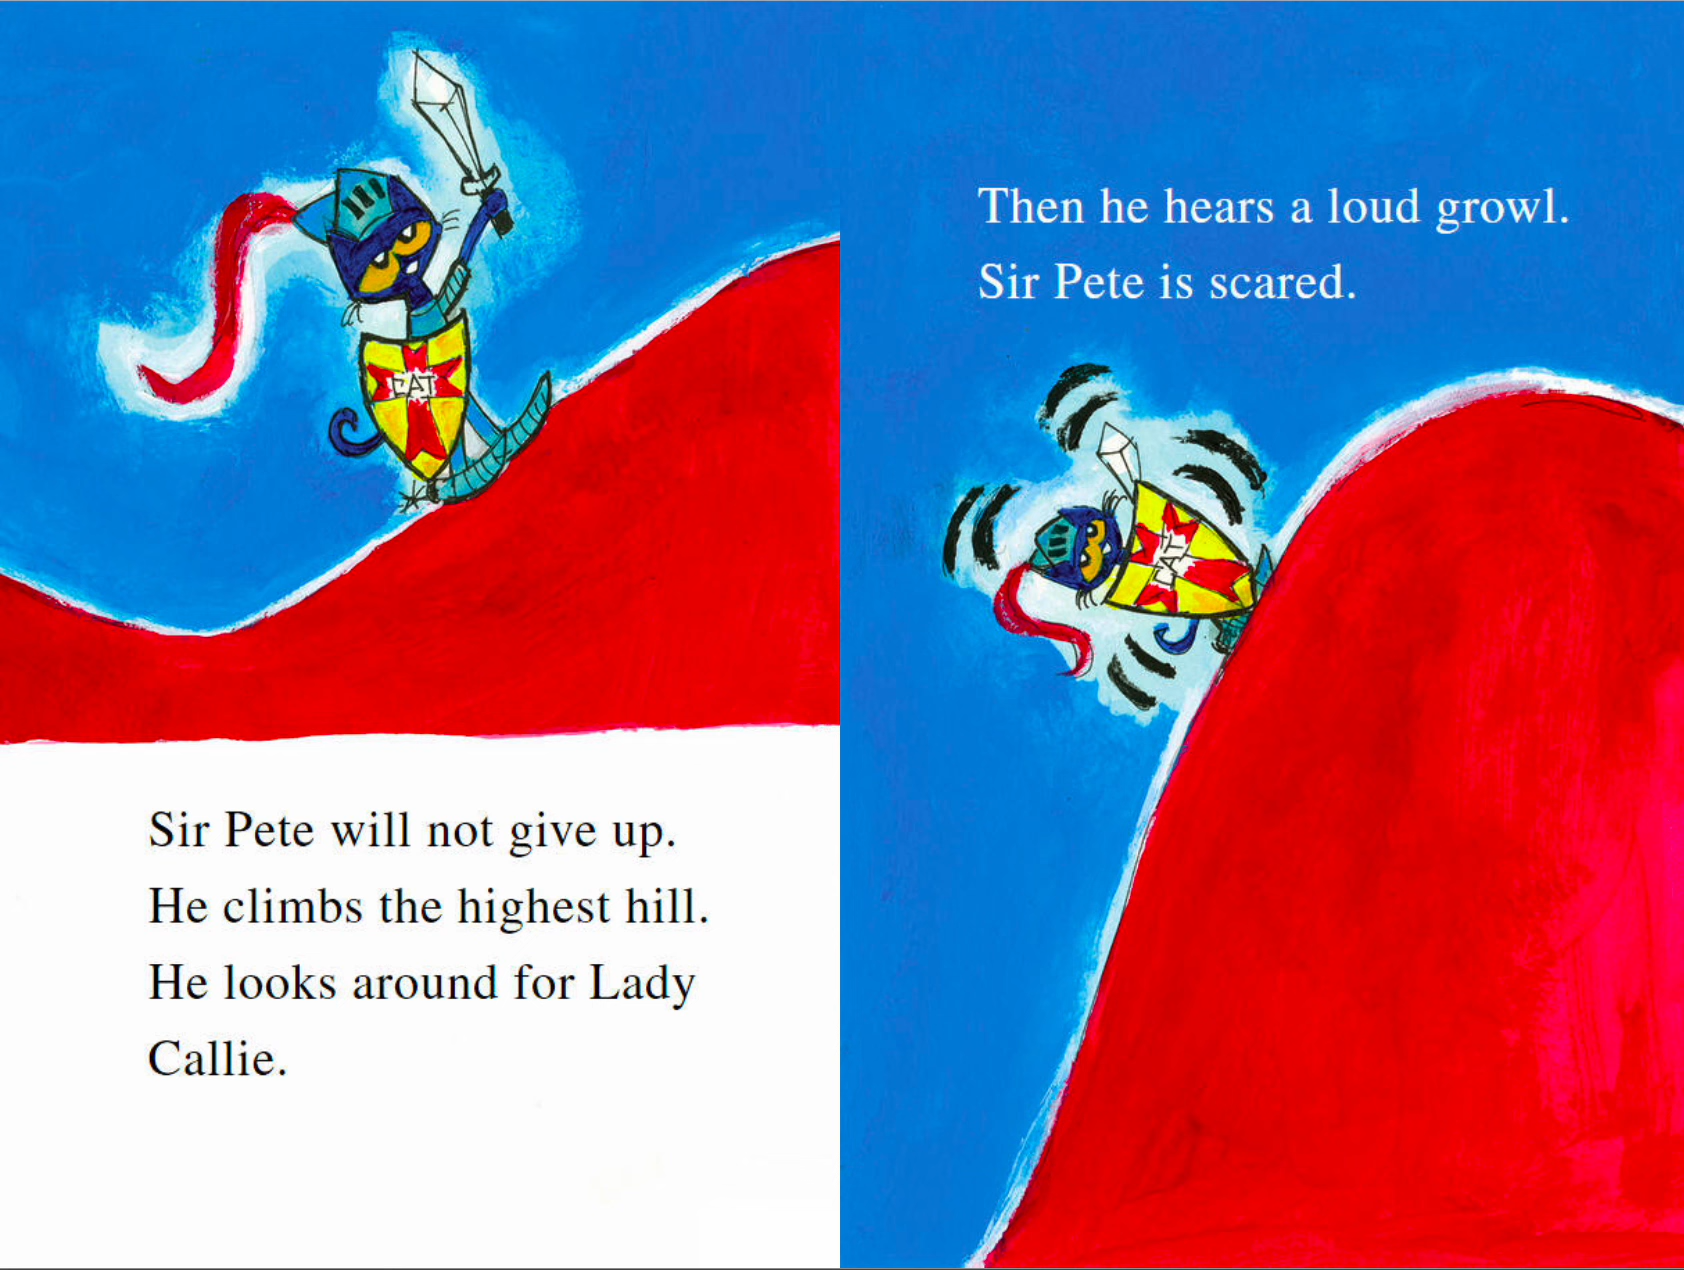 CAT
Sir Pete will not give up.
He climbs the highest hill.
He looks around for Lady
Callie.
Then he hears a loud growl.
Sir Pete is scared.
CAT